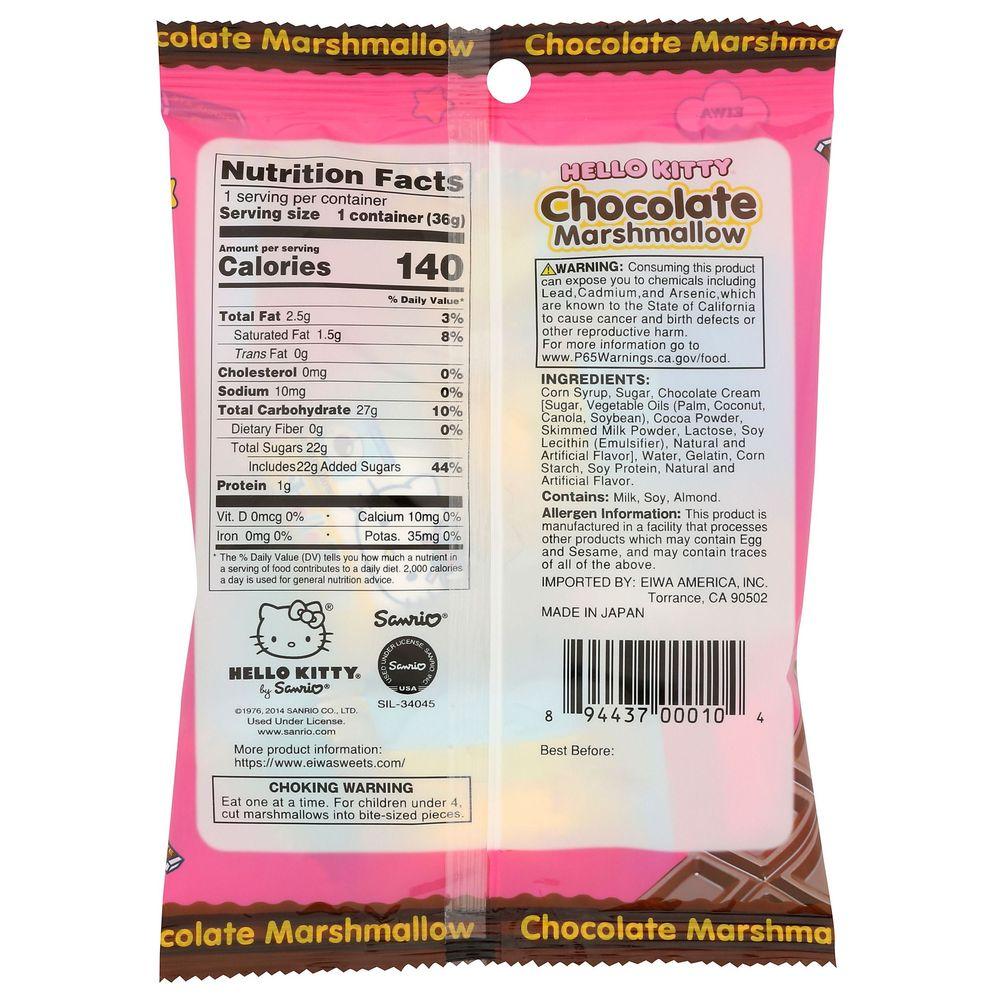 colate Marshmallow
Chocolate Marshma
EIWA
Nutrition Facts
1 serving per container
Serving size 1 container (36g)
Amount per serving
Calories 140
% Daily Value*
Total Fat 2.5g 3%
Saturated Fat 1.5g 8%
Trans Fat 0g
Cholesterol 0mg 0%
Sodium 10mg 0%
Total Carbohydrate 27g 10%
Dietary Fiber 0g 0%
Total Sugars 22g
Includes22g Added Sugars 44%
Protein 1g
Vit. D 0mcg 0% · Calcium 10mg 0%
Iron 0mg 0% · Potas. 35mg 0%
* The % Daily Value (DV) tells you how much a nutrient in
a serving of food contributes to a daily diet. 2,000 calories
a day is used for general nutrition advice.
HELLO KITTY®
by Sanrio®
©1976, 2014 SANRIO CO., LTD.
Used Under License.
www.sanrio.com
Sanrio®
USED UNDER LICENSE SANRIO, INC.
Sanrio
USA
SIL-34045
More product information:
https://www.eiwasweets.com/
CHOKING WARNING
Eat one at a time. For children under 4,
cut marshmallows into bite-sized pieces.
HELLO KITTY
Chocolate
Marshmallow
⚠WARNING: Consuming this product
can expose you to chemicals including
Lead,Cadmium,and Arsenic,which
are known to the State of California
to cause cancer and birth defects or
other reproductive harm.
For more information go to
www.P65Warnings.ca.gov/food.
INGREDIENTS:
Corn Syrup, Sugar, Chocolate Cream
[Sugar, Vegetable Oils (Palm, Coconut,
Canola, Soybean), Cocoa Powder,
Skimmed Milk Powder, Lactose, Soy
Lecithin (Emulsifier), Natural and
Artificial Flavor], Water, Gelatin, Corn
Starch, Soy Protein, Natural and
Artificial Flavor.
Contains: Milk, Soy, Almond.
Allergen Information: This product is
manufactured in a facility that processes
other products which may contain Egg
and Sesame, and may contain traces
of all of the above.
IMPORTED BY: EIWA AMERICA, INC.
Torrance, CA 90502
MADE IN JAPAN
8 94437 00010 4
Best Before:
colate Marshmallow
Chocolate Marshma